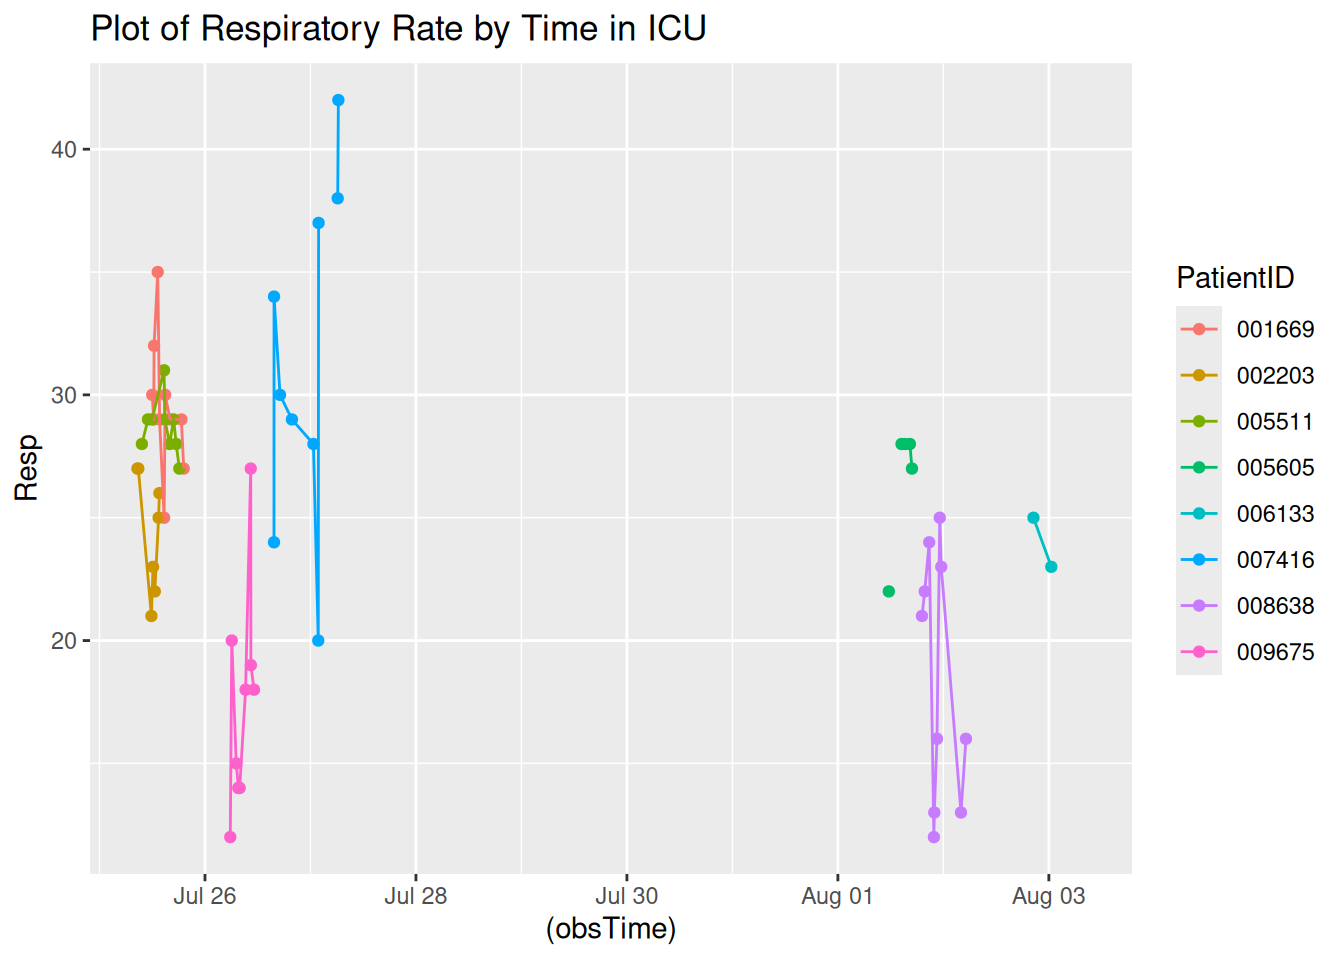 Plot of Respiratory Rate by Time in ICU
Resp
40
30
20
Jul 26
Jul 28
Jul 30
Aug 01
Aug 03
(obsTime)
PatientID
001669
002203
005511
005605
006133
007416
008638
009675